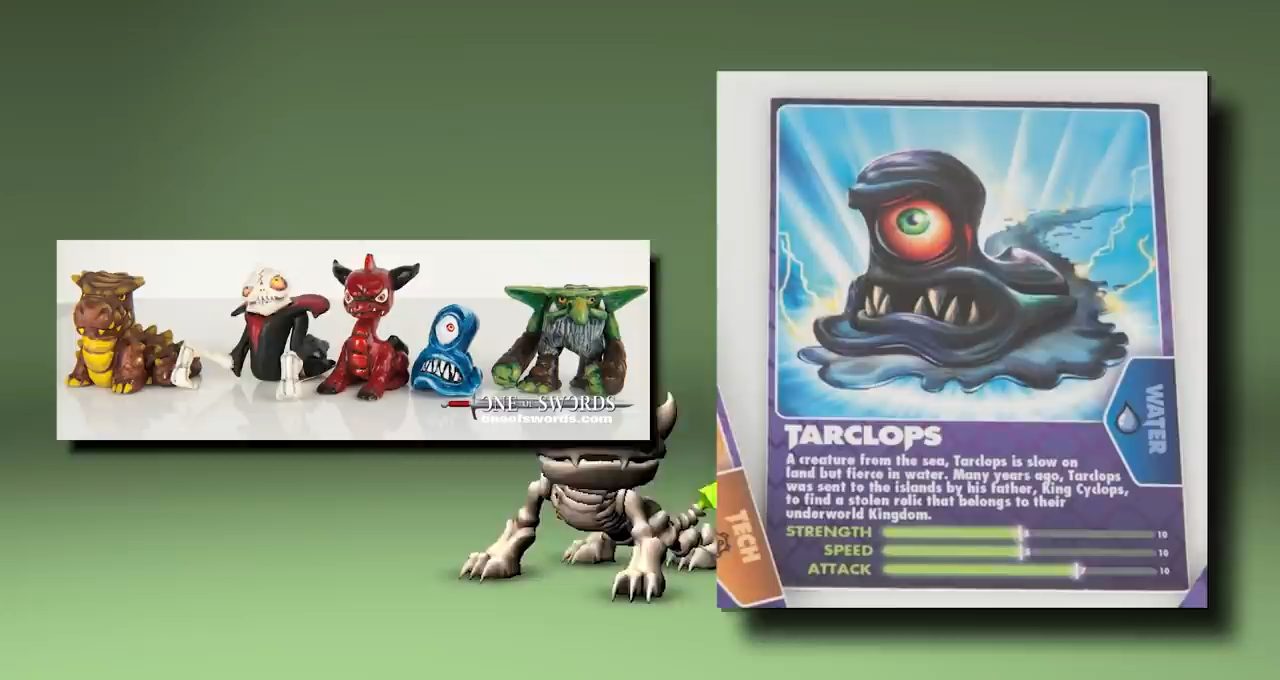 ONE OF SWORDS
oneofswords.com
TARCLOPS
A creature from the sea, Tarclops is slow on
land but fierce in water. Many years ago, Tarclops
was sent to the islands by his father, King Cyclops,
to find a stolen relic that belongs to their
underworld Kingdom.
STRENGTH 10
SPEED 10
ATTACK 10
WATER
TECH